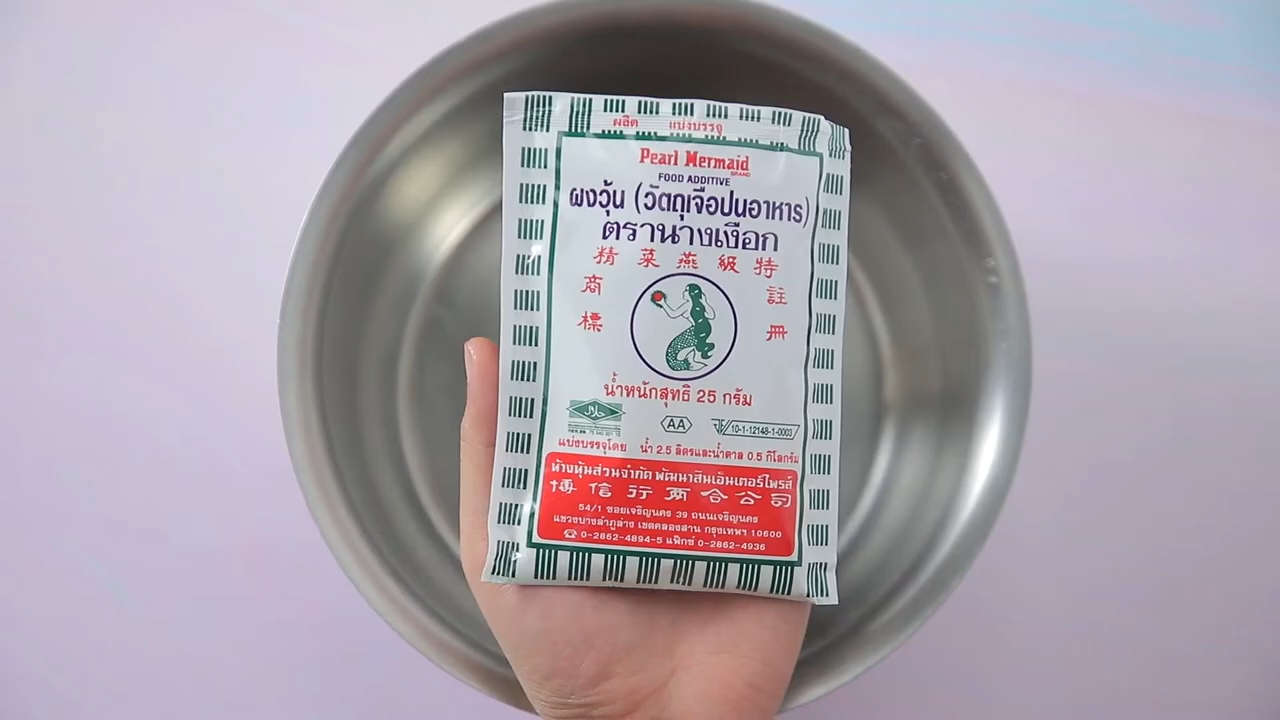 ผลิต แบ่งบรรจุ
Pearl Mermaid
BRAND
FOOD ADDITIVE
ผงวุ้น (วัตถุเจือปนอาหาร)
ตรานางเงือก
精菜燕級特
商 註
標 冊
น้ำหนักสุทธิ 25 กรัม
AA
10-1-12148-1-0003
แบ่งบรรจุโดย น้ำ 2.5 ลิตรและน้ำตาล 0.5 กิโลกรัม
ห้างหุ้นส่วนจำกัด พัฒนาสินเอ็นเตอร์ไพรส์
博信行兩合公司
54/1 ซอยเจริญนคร 39 ถนนเจริญนคร
แขวงบางลำภูล่าง เขตคลองสาน กรุงเทพฯ 10600
☎ 0-2862-4894-5 แฟ็กซ์ 0-2862-4936